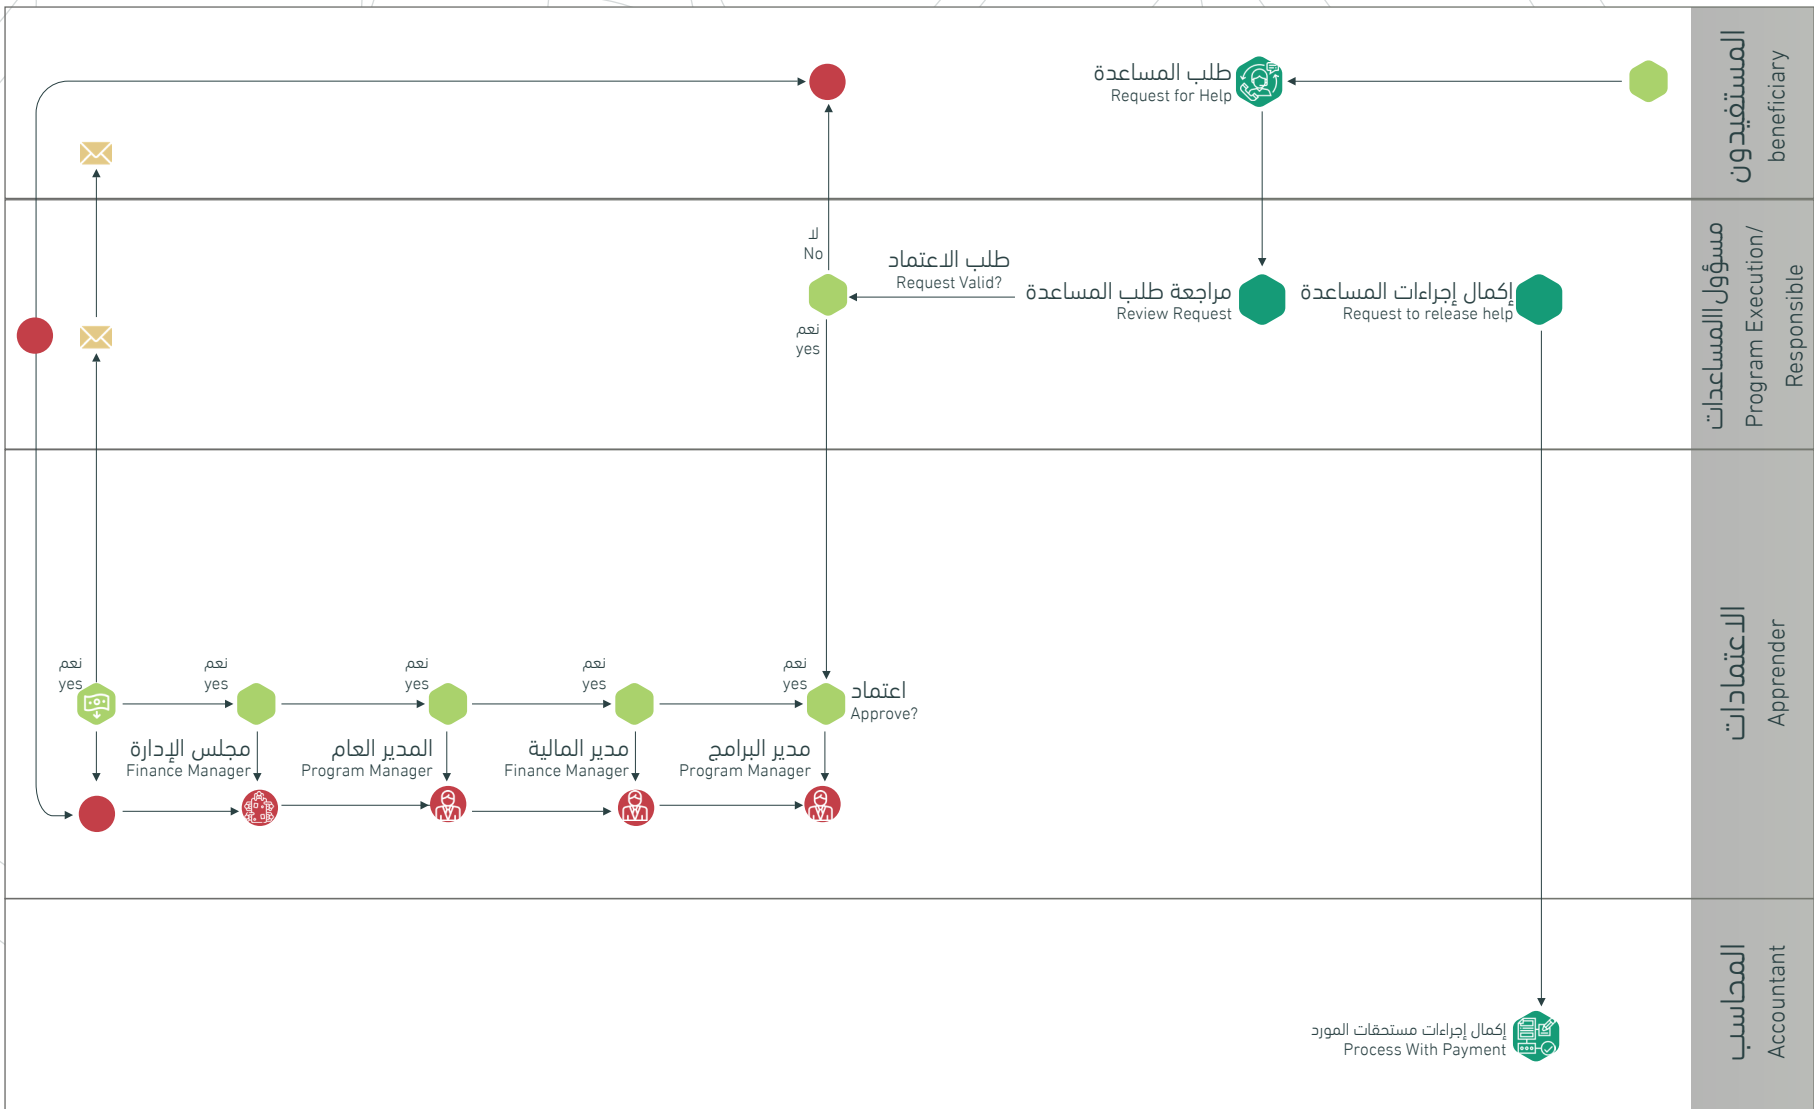 المستفيدون
beneficiary
طلب المساعدة
Request for Help
مسؤول المساعدات
Program Execution/
Responsible
إكمال إجراءات المساعدة
Request to release help
مراجعة طلب المساعدة
Review Request
طلب الاعتماد
Request Valid?
لا
No
نعم
yes
الاعتمادات
Apprender
اعتماد
Approve?
نعم
yes
نعم
yes
نعم
yes
نعم
yes
نعم
yes
مدير البرامج
Program Manager
مدير المالية
Finance Manager
المدير العام
Program Manager
مجلس الإدارة
Finance Manager
المحاسب
Accountant
إكمال إجراءات مستحقات المورد
Process With Payment